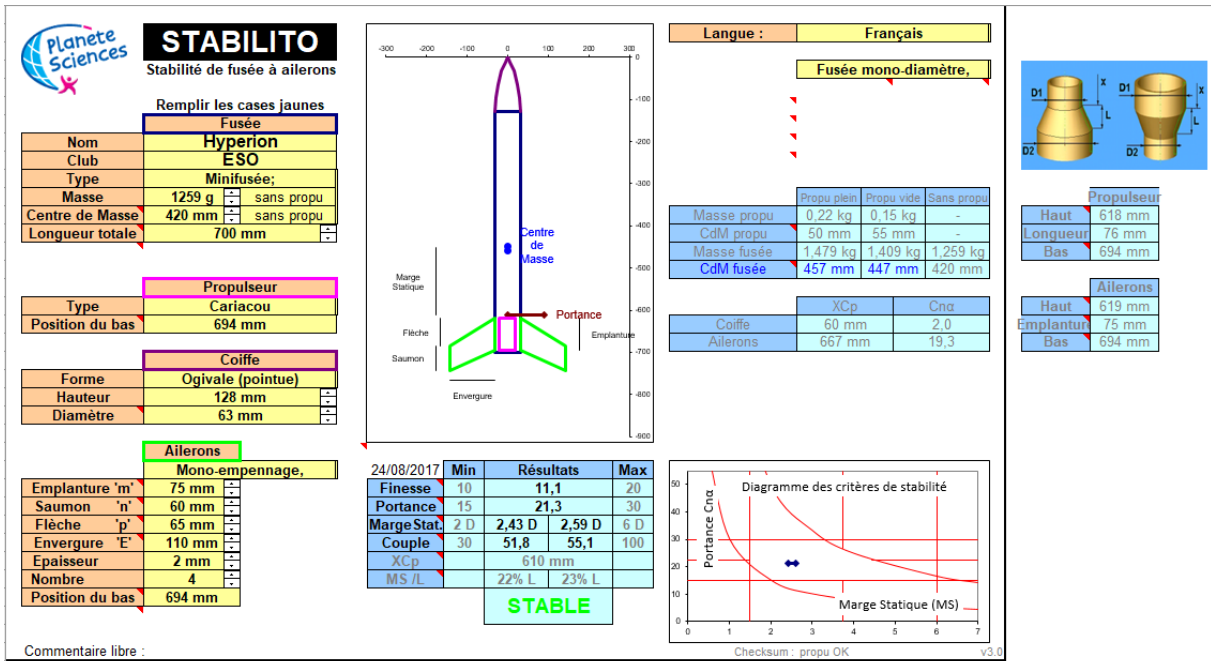 Planète Sciences
STABILITO
Stabilité de fusée à ailerons
Remplir les cases jaunes
Fusée
Nom Hyperion
Club ESO
Type Minifusée;
Masse 1259 g sans propu
Centre de Masse 420 mm sans propu
Longueur totale 700 mm
Propulseur
Type Cariacou
Position du bas 694 mm
Coiffe
Forme Ogivale (pointue)
Hauteur 128 mm
Diamètre 63 mm
Ailerons
Mono-empennage,
Emplanture 'm' 75 mm
Saumon 'n' 60 mm
Flèche 'p' 65 mm
Envergure 'E' 110 mm
Epaisseur 2 mm
Nombre 4
Position du bas 694 mm
Commentaire libre :
-300 -200 -100 0 100 200 300
0
-100
-200
-300
-400
-500
-600
-700
-800
-900
Centre de Masse
Marge Statique
Portance
Flèche
Emplanture
Saumon
Envergure
24/08/2017 Min Résultats Max
Finesse 10 11,1 20
Portance 15 21,3 30
Marge Stat. 2 D 2,43 D 2,59 D 6 D
Couple 30 51,8 55,1 100
XCp 610 mm
MS /L 22% L 23% L
STABLE
Langue : Français
Fusée mono-diamètre,
Propu plein Propu vide Sans propu
Masse propu 0,22 kg 0,15 kg -
CdM propu 50 mm 55 mm -
Masse fusée 1,479 kg 1,409 kg 1,259 kg
CdM fusée 457 mm 447 mm 420 mm
XCp Cnα
Coiffe 60 mm 2,0
Ailerons 667 mm 19,3
Diagramme des critères de stabilité
Portance Cnα
50
40
30
20
10
0
0 1 2 3 4 5 6 7
Marge Statique (MS)
Checksum : propu OK v3.0
D1 X L D2
D1 X L D2
Propulseur
Haut 618 mm
Longueur 76 mm
Bas 694 mm
Ailerons
Haut 619 mm
Emplanture 75 mm
Bas 694 mm